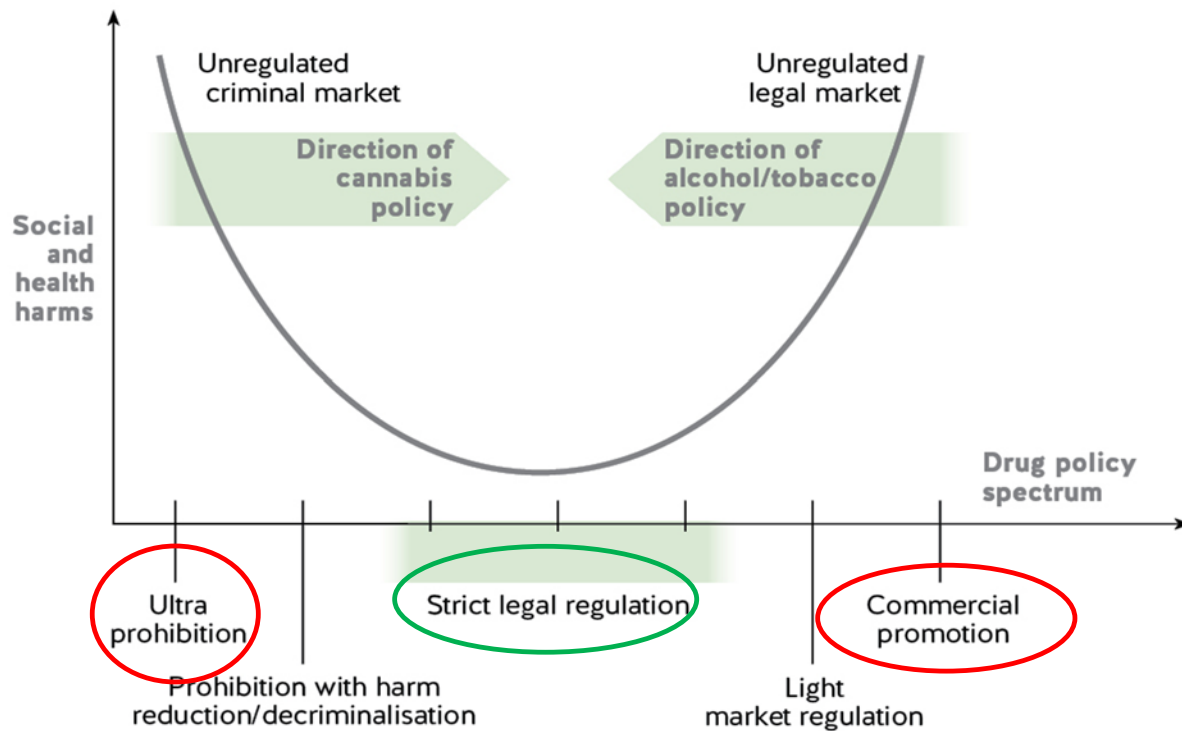 Unregulated
criminal market
Unregulated
legal market
Direction of
cannabis
policy
Direction of
alcohol/tobacco
policy
Social
and
health
harms
Drug policy
spectrum
Ultra
prohibition
Strict legal regulation
Commercial
promotion
Prohibition with harm
reduction/decriminalisation
Light
market regulation